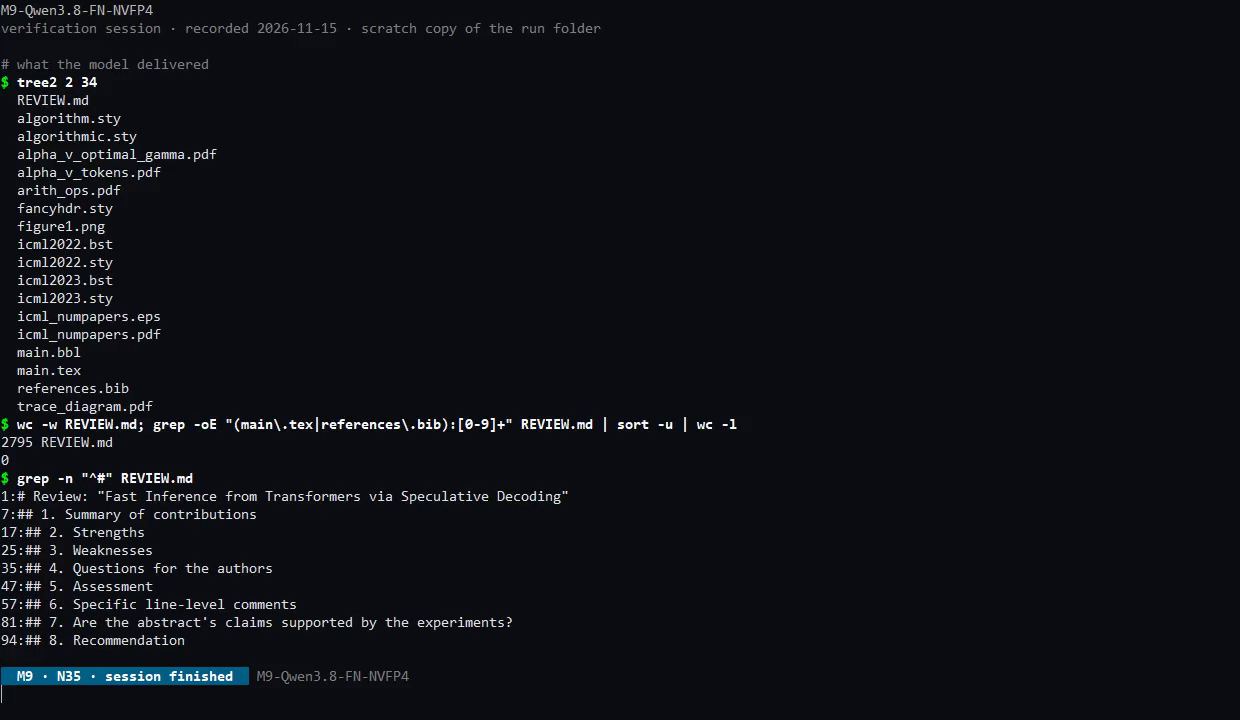 M9-Qwen3.8-FN-NVFP4
verification session · recorded 2026-11-15 · scratch copy of the run folder
# what the model delivered
$ tree2 2 34
REVIEW.md
algorithm.sty
algorithmic.sty
alpha_v_optimal_gamma.pdf
alpha_v_tokens.pdf
arith_ops.pdf
fancyhdr.sty
figure1.png
icml2022.bst
icml2022.sty
icml2023.bst
icml2023.sty
icml_numpapers.eps
icml_numpapers.pdf
main.bbl
main.tex
references.bib
trace_diagram.pdf
$ wc -w REVIEW.md; grep -oE "(main\.tex|references\.bib):[0-9]+" REVIEW.md | sort -u | wc -l
2795 REVIEW.md
0
$ grep -n "^#" REVIEW.md
1:# Review: "Fast Inference from Transformers via Speculative Decoding"
7:## 1. Summary of contributions
17:## 2. Strengths
25:## 3. Weaknesses
35:## 4. Questions for the authors
47:## 5. Assessment
57:## 6. Specific line-level comments
81:## 7. Are the abstract's claims supported by the experiments?
94:## 8. Recommendation
M9 · N35 · session finished M9-Qwen3.8-FN-NVFP4